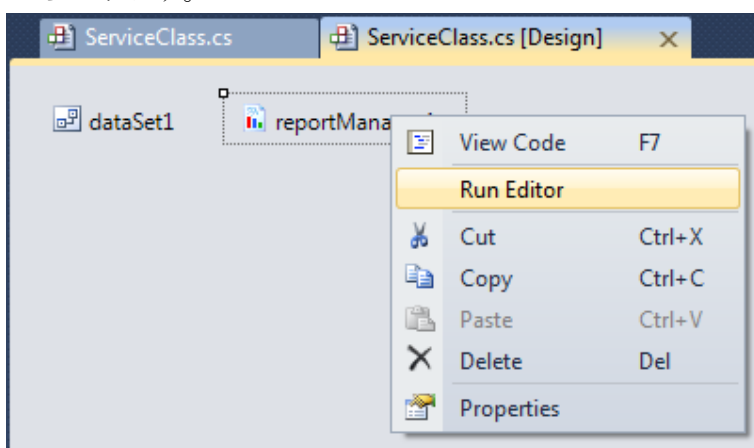 ServiceClass.cs
ServiceClass.cs [Design]
dataSet1
View Code F7
Run Editor
Cut Ctrl+X
Copy Ctrl+C
Paste Ctrl+V
Delete Del
Properties